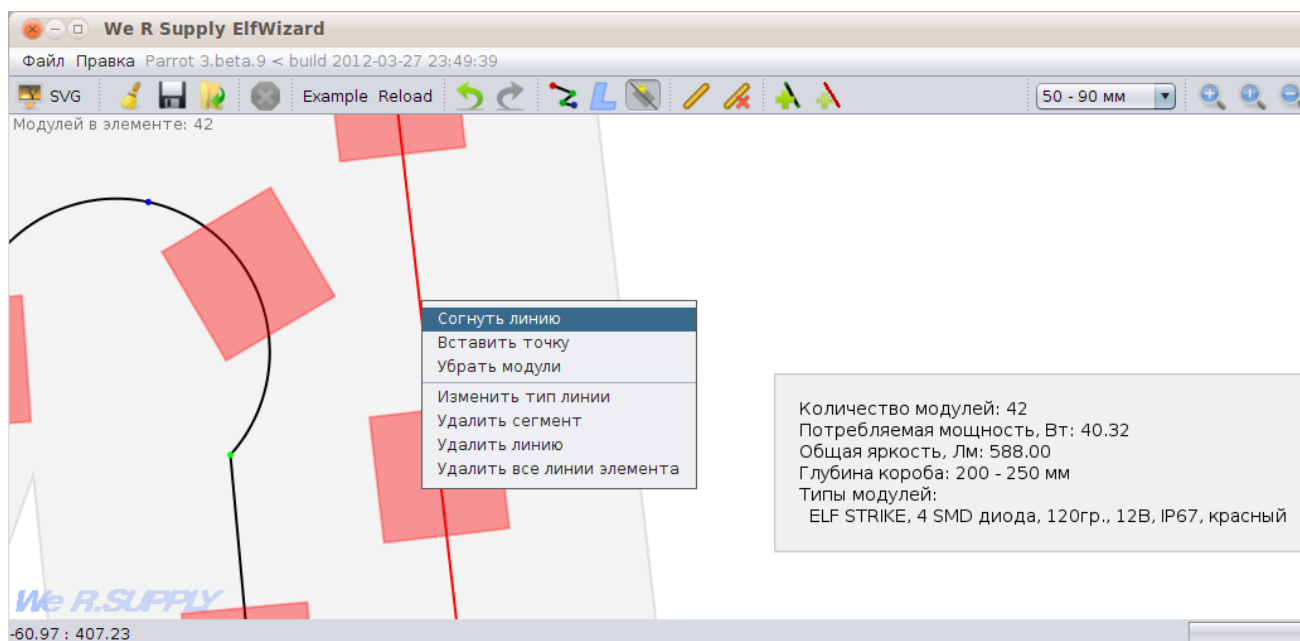 We R Supply ElfWizard
Файл Правка Parrot 3.beta.9 < build 2012-03-27 23:49:39
SVG Example Reload 50 - 90 мм
Модулей в элементе: 42
Согнуть линию
Вставить точку
Убрать модули
Изменить тип линии
Удалить сегмент
Удалить линию
Удалить все линии элемента
Количество модулей: 42
Потребляемая мощность, Вт: 40.32
Общая яркость, Лм: 588.00
Глубина короба: 200 - 250 мм
Типы модулей:
ELF STRIKE, 4 SMD диода, 120гр., 12В, IP67, красный
We R.SUPPLY
-60.97 : 407.23